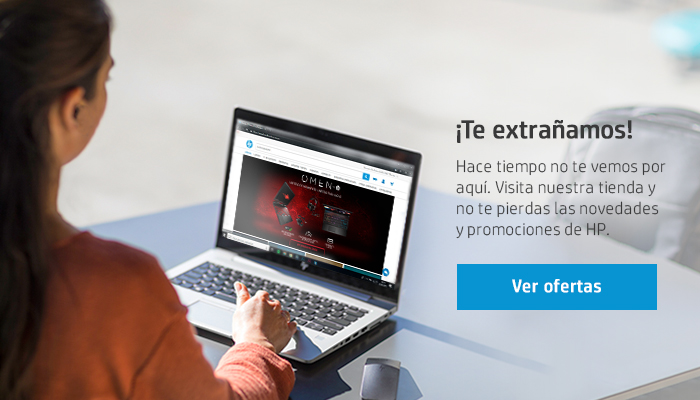 ¡Te extrañamos!
Hace tiempo no te vemos por
aquí. Visita nuestra tienda y
no te pierdas las novedades
y promociones de HP.
Ver ofertas
OMEN